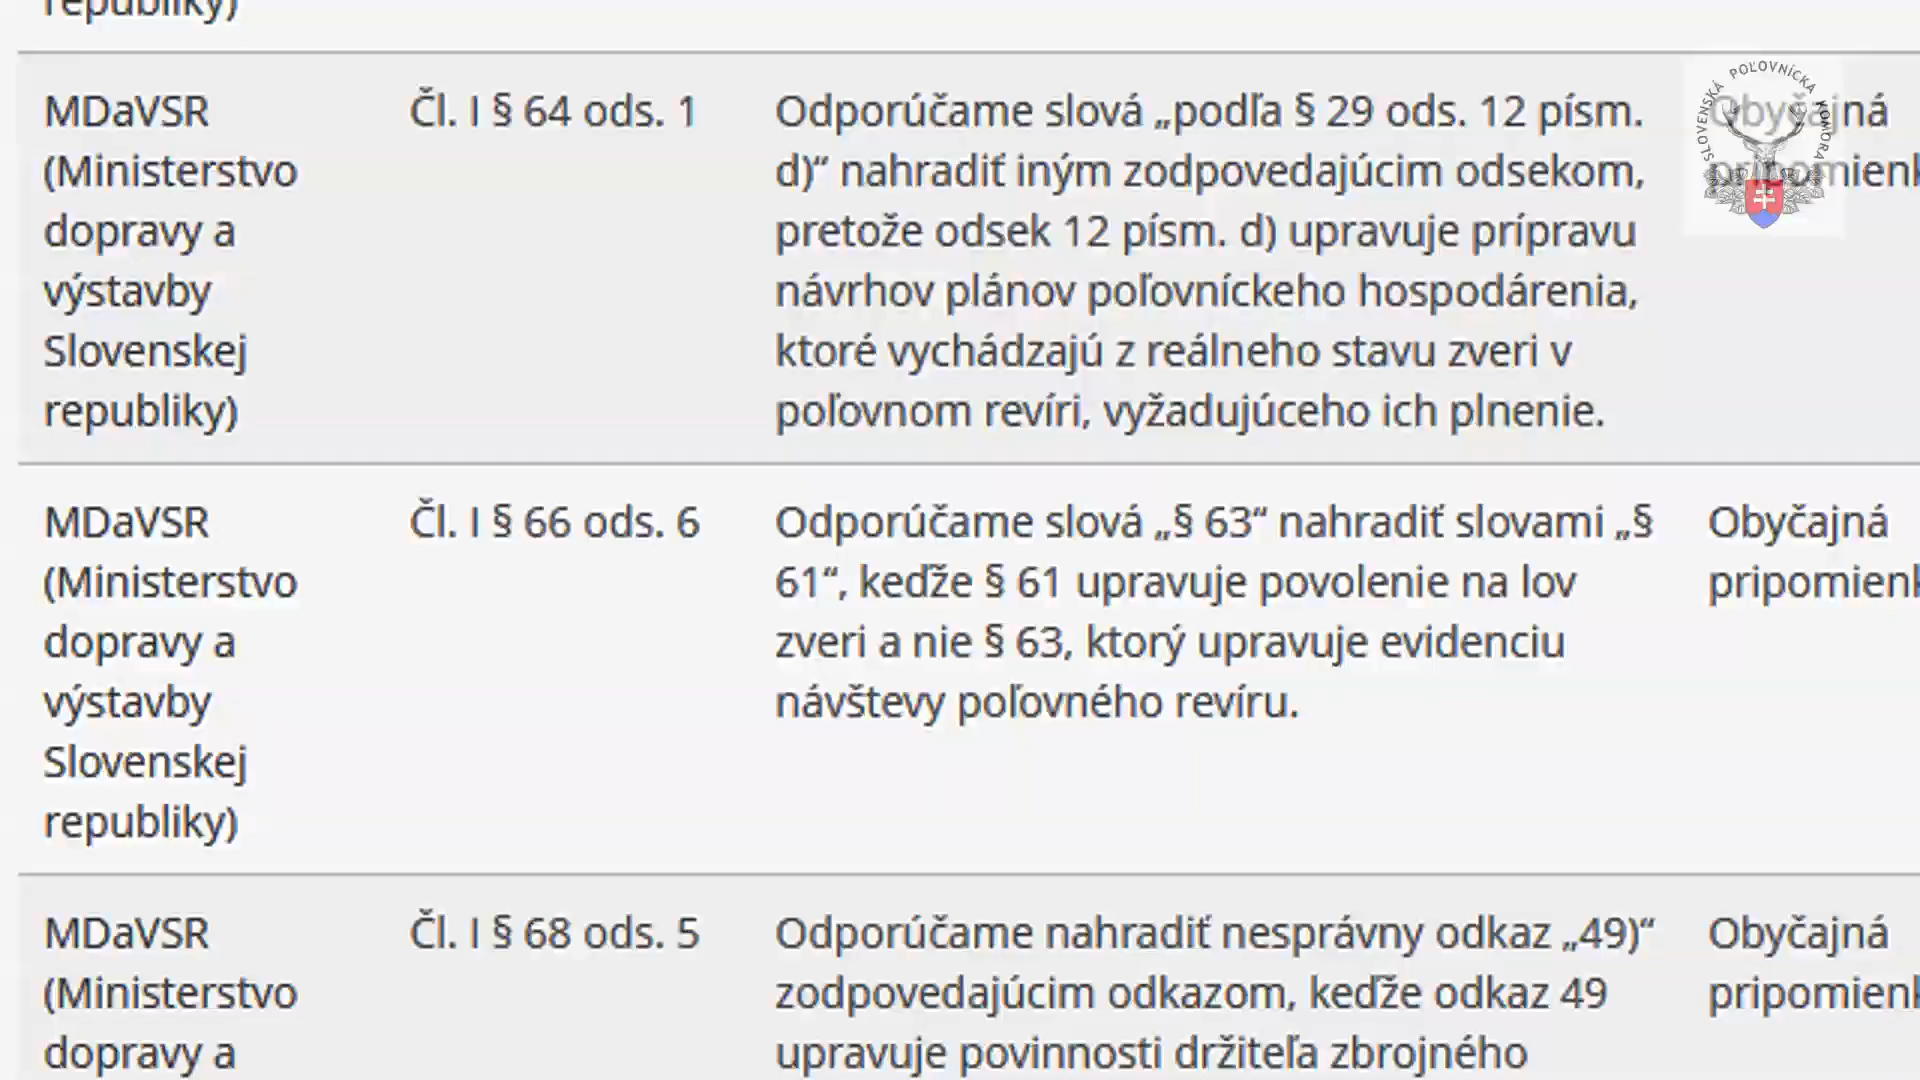 republiky)
MDaVSR
(Ministerstvo
dopravy a
výstavby
Slovenskej
republiky)
Čl. I § 64 ods. 1
Odporúčame slová „podľa § 29 ods. 12 písm.
d)“ nahradiť iným zodpovedajúcim odsekom,
pretože odsek 12 písm. d) upravuje prípravu
návrhov plánov poľovníckeho hospodárenia,
ktoré vychádzajú z reálneho stavu zveri v
poľovnom revíri, vyžadujúceho ich plnenie.
Obyčajná
pripomienk
SLOVENSKÁ POĽOVNÍCKA KOMORA
MDaVSR
(Ministerstvo
dopravy a
výstavby
Slovenskej
republiky)
Čl. I § 66 ods. 6
Odporúčame slová „§ 63“ nahradiť slovami „§
61“, keďže § 61 upravuje povolenie na lov
zveri a nie § 63, ktorý upravuje evidenciu
návštevy poľovného revíru.
Obyčajná
pripomienk
MDaVSR
(Ministerstvo
dopravy a
Čl. I § 68 ods. 5
Odporúčame nahradiť nesprávny odkaz „49)“
zodpovedajúcim odkazom, keďže odkaz 49
upravuje povinnosti držiteľa zbrojného
Obyčajná
pripomienk